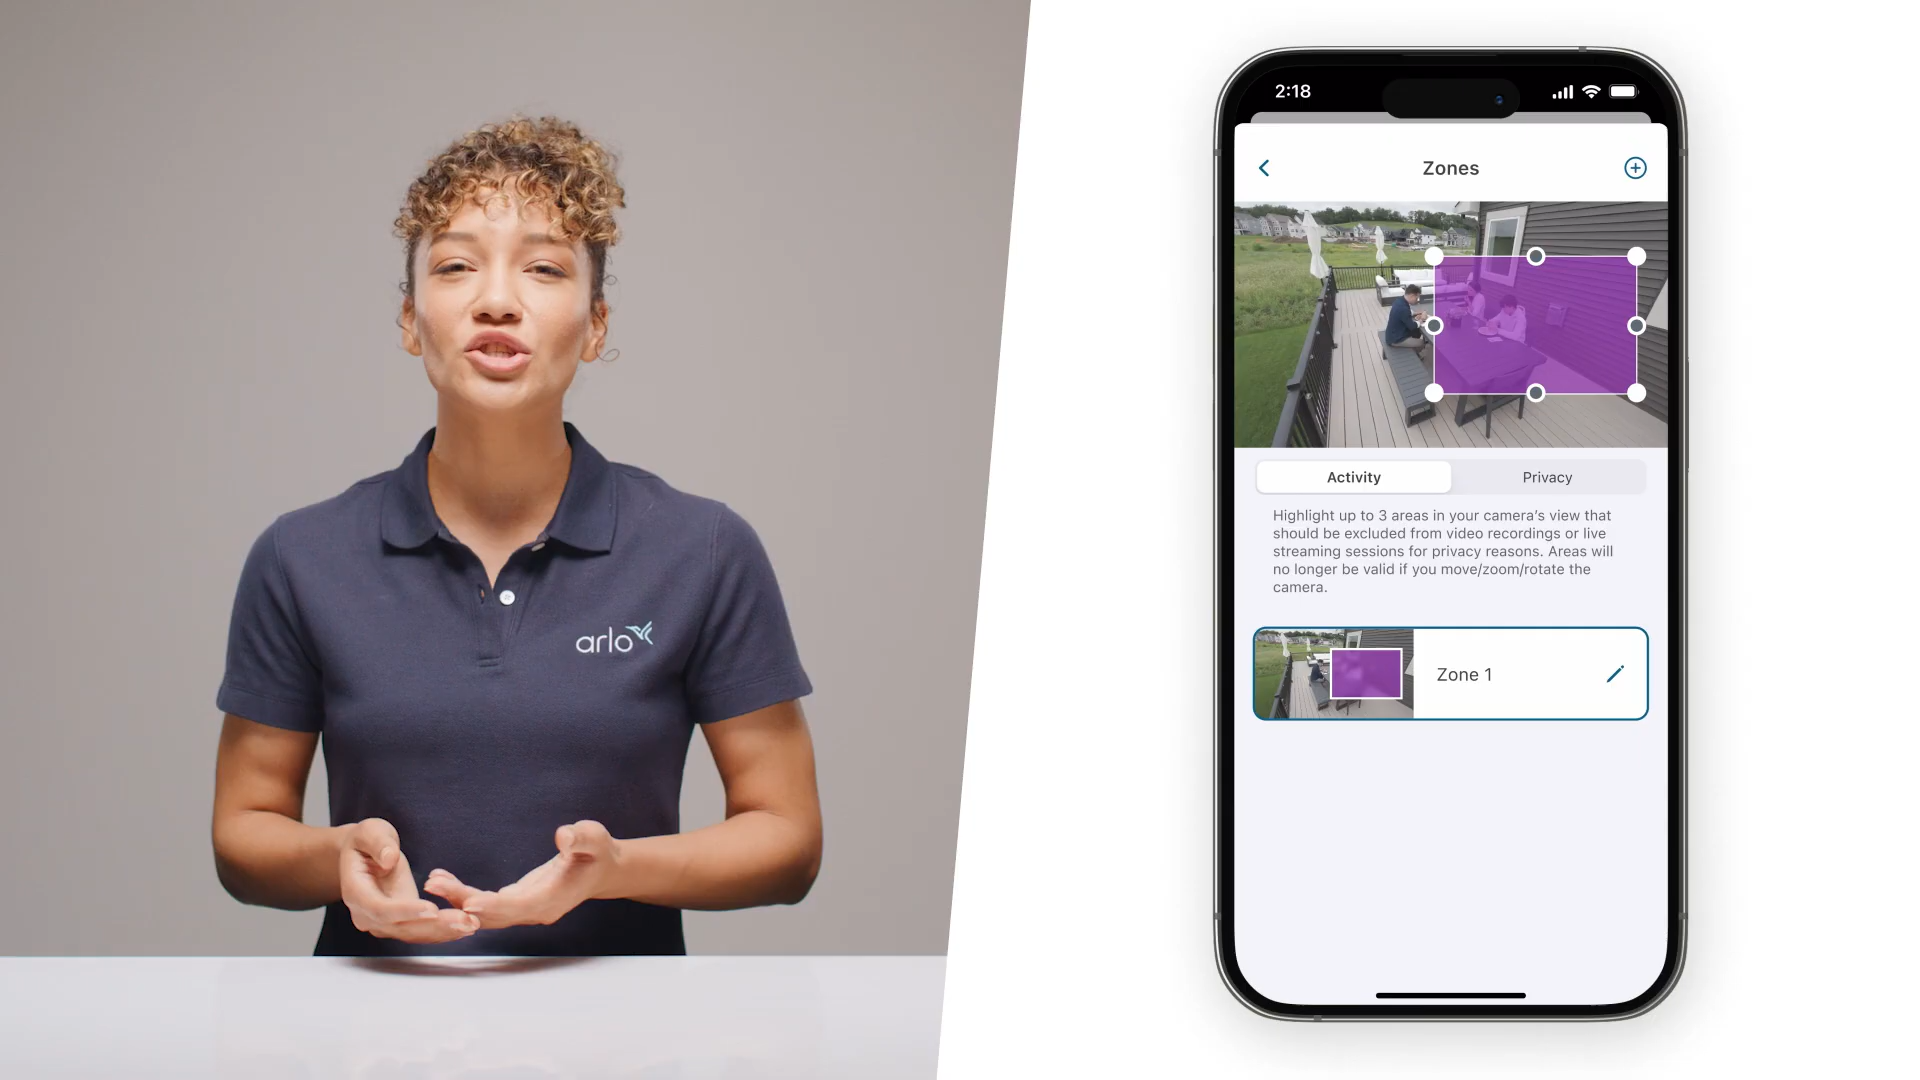 arlo
2:18
Zones
Activity
Privacy
Highlight up to 3 areas in your camera's view that
should be excluded from video recordings or live
streaming sessions for privacy reasons. Areas will
no longer be valid if you move/zoom/rotate the
camera.
Zone 1